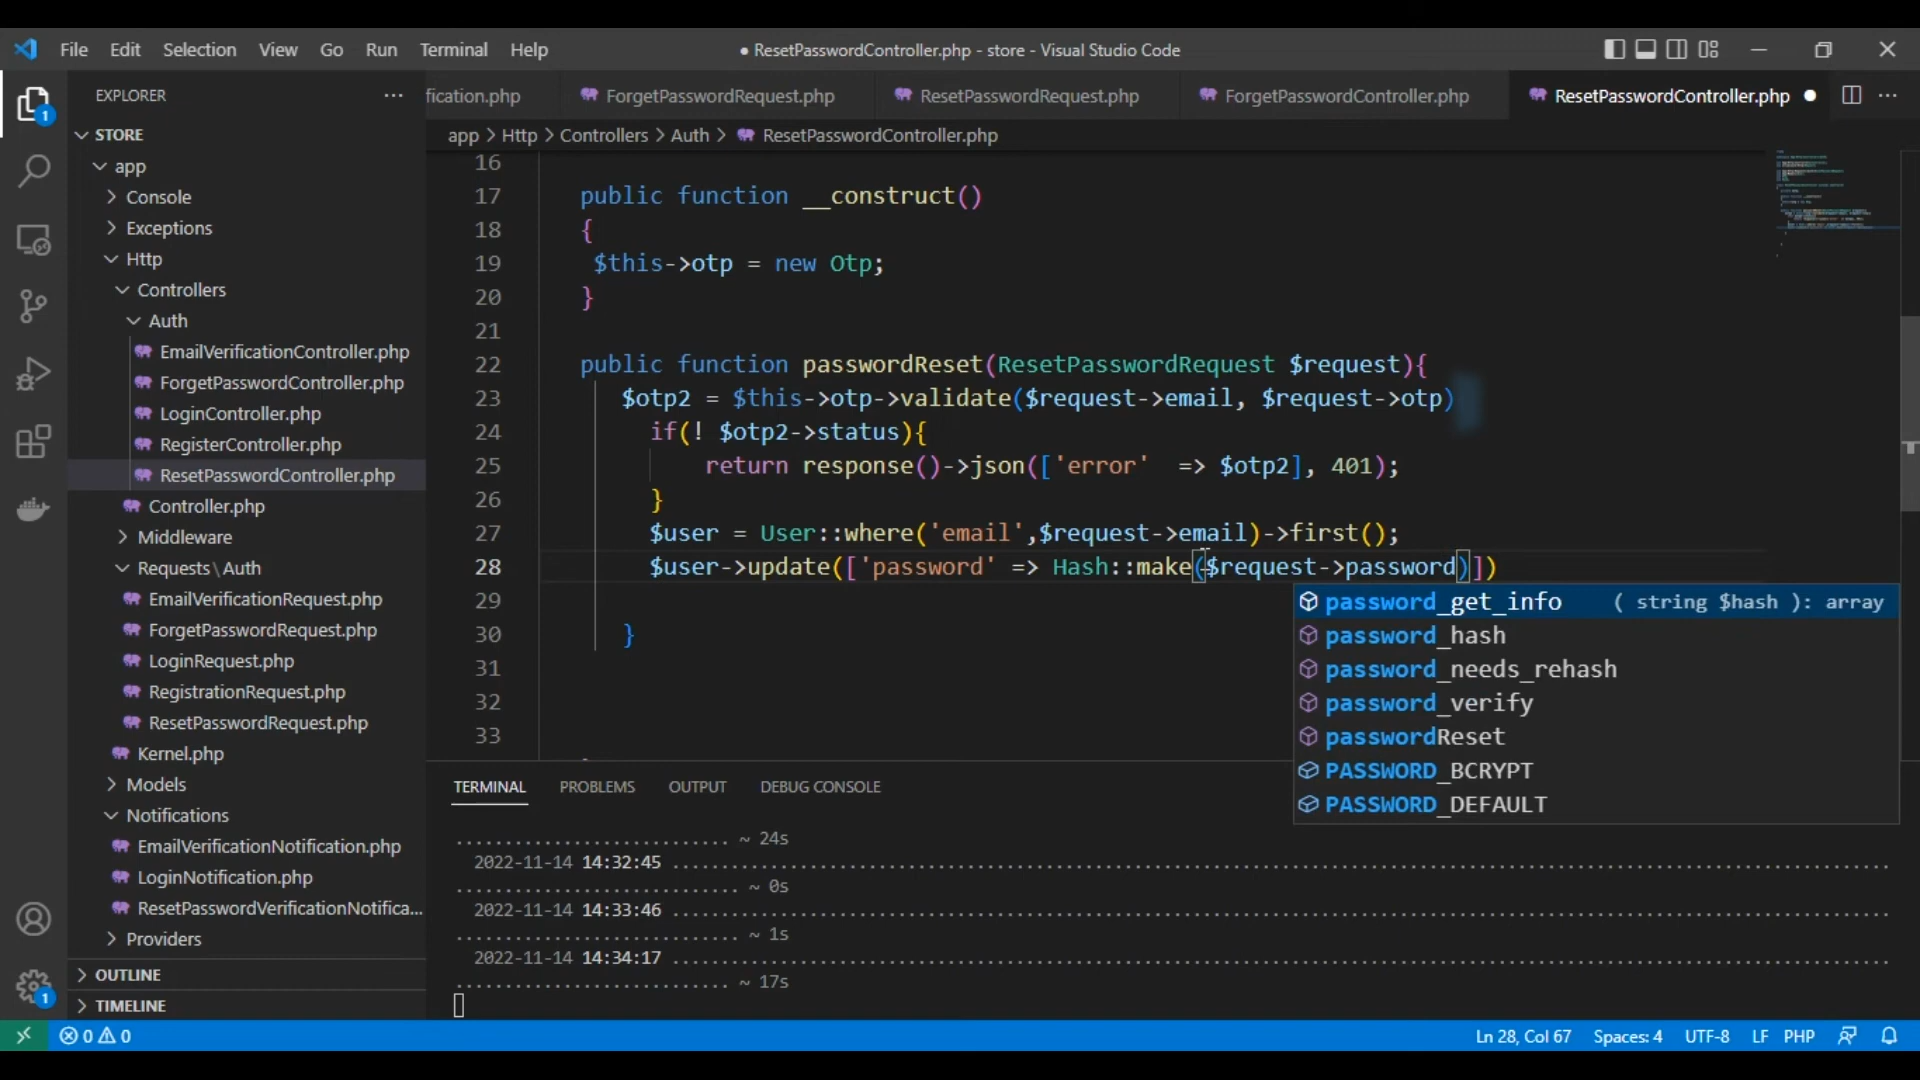 File Edit Selection View Go Run Terminal Help
● ResetPasswordController.php - store - Visual Studio Code
EXPLORER
fication.php
ForgetPasswordRequest.php
ResetPasswordRequest.php
ForgetPasswordController.php
ResetPasswordController.php
app > Http > Controllers > Auth > ResetPasswordController.php
STORE
app
Console
Exceptions
Http
Controllers
Auth
EmailVerificationController.php
ForgetPasswordController.php
LoginController.php
RegisterController.php
ResetPasswordController.php
Controller.php
Middleware
Requests\Auth
EmailVerificationRequest.php
ForgetPasswordRequest.php
LoginRequest.php
RegistrationRequest.php
ResetPasswordRequest.php
Kernel.php
Models
Notifications
EmailVerificationNotification.php
LoginNotification.php
ResetPasswordVerificationNotifica...
Providers
OUTLINE
TIMELINE
16
17 public function __construct()
18 {
19 $this->otp = new Otp;
20 }
21
22 public function passwordReset(ResetPasswordRequest $request){
23 $otp2 = $this->otp->validate($request->email, $request->otp)
24 if(! $otp2->status){
25 return response()->json(['error' => $otp2], 401);
26 }
27 $user = User::where('email',$request->email)->first();
28 $user->update(['password' => Hash::make($request->password)])
29
30 }
31
32
33
password_get_info ( string $hash ): array
password_hash
password_needs_rehash
password_verify
passwordReset
PASSWORD_BCRYPT
PASSWORD_DEFAULT
TERMINAL PROBLEMS OUTPUT DEBUG CONSOLE
............................ ~ 24s
2022-11-14 14:32:45 ........................................................................................................................
............................. ~ 0s
2022-11-14 14:33:46 ........................................................................................................................
............................. ~ 1s
2022-11-14 14:34:17 ........................................................................................................................
............................ ~ 17s
1
1
0 0
Ln 28, Col 67 Spaces: 4 UTF-8 LF PHP